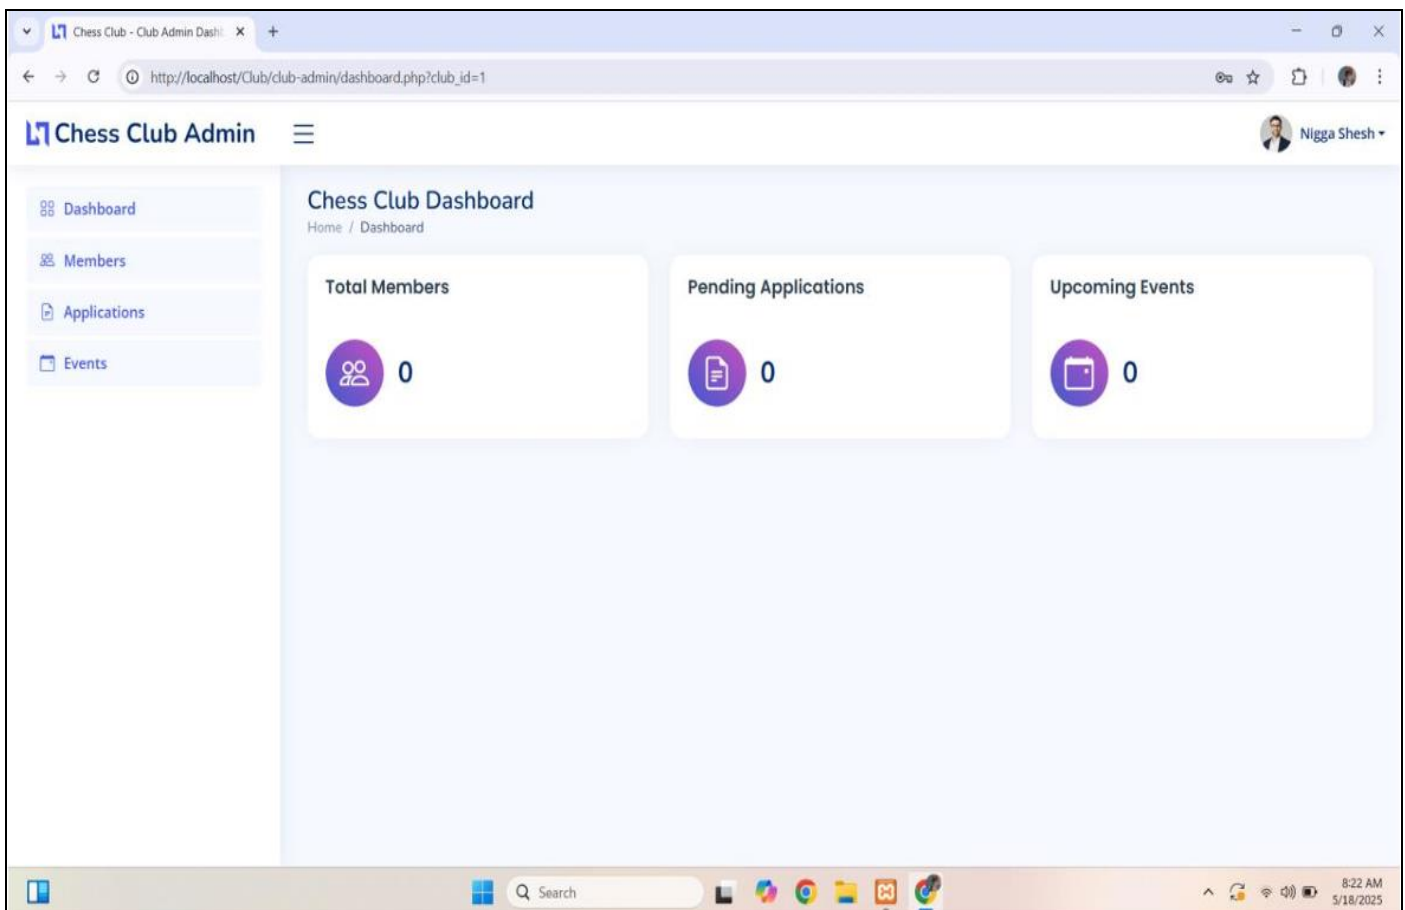 Chess Club - Club Admin Dash
http://localhost/Club/club-admin/dashboard.php?club_id=1
Chess Club Admin
Nigga Shesh
Dashboard
Members
Applications
Events
Chess Club Dashboard
Home / Dashboard
Total Members
0
Pending Applications
0
Upcoming Events
0
Search
8:22 AM
5/18/2025